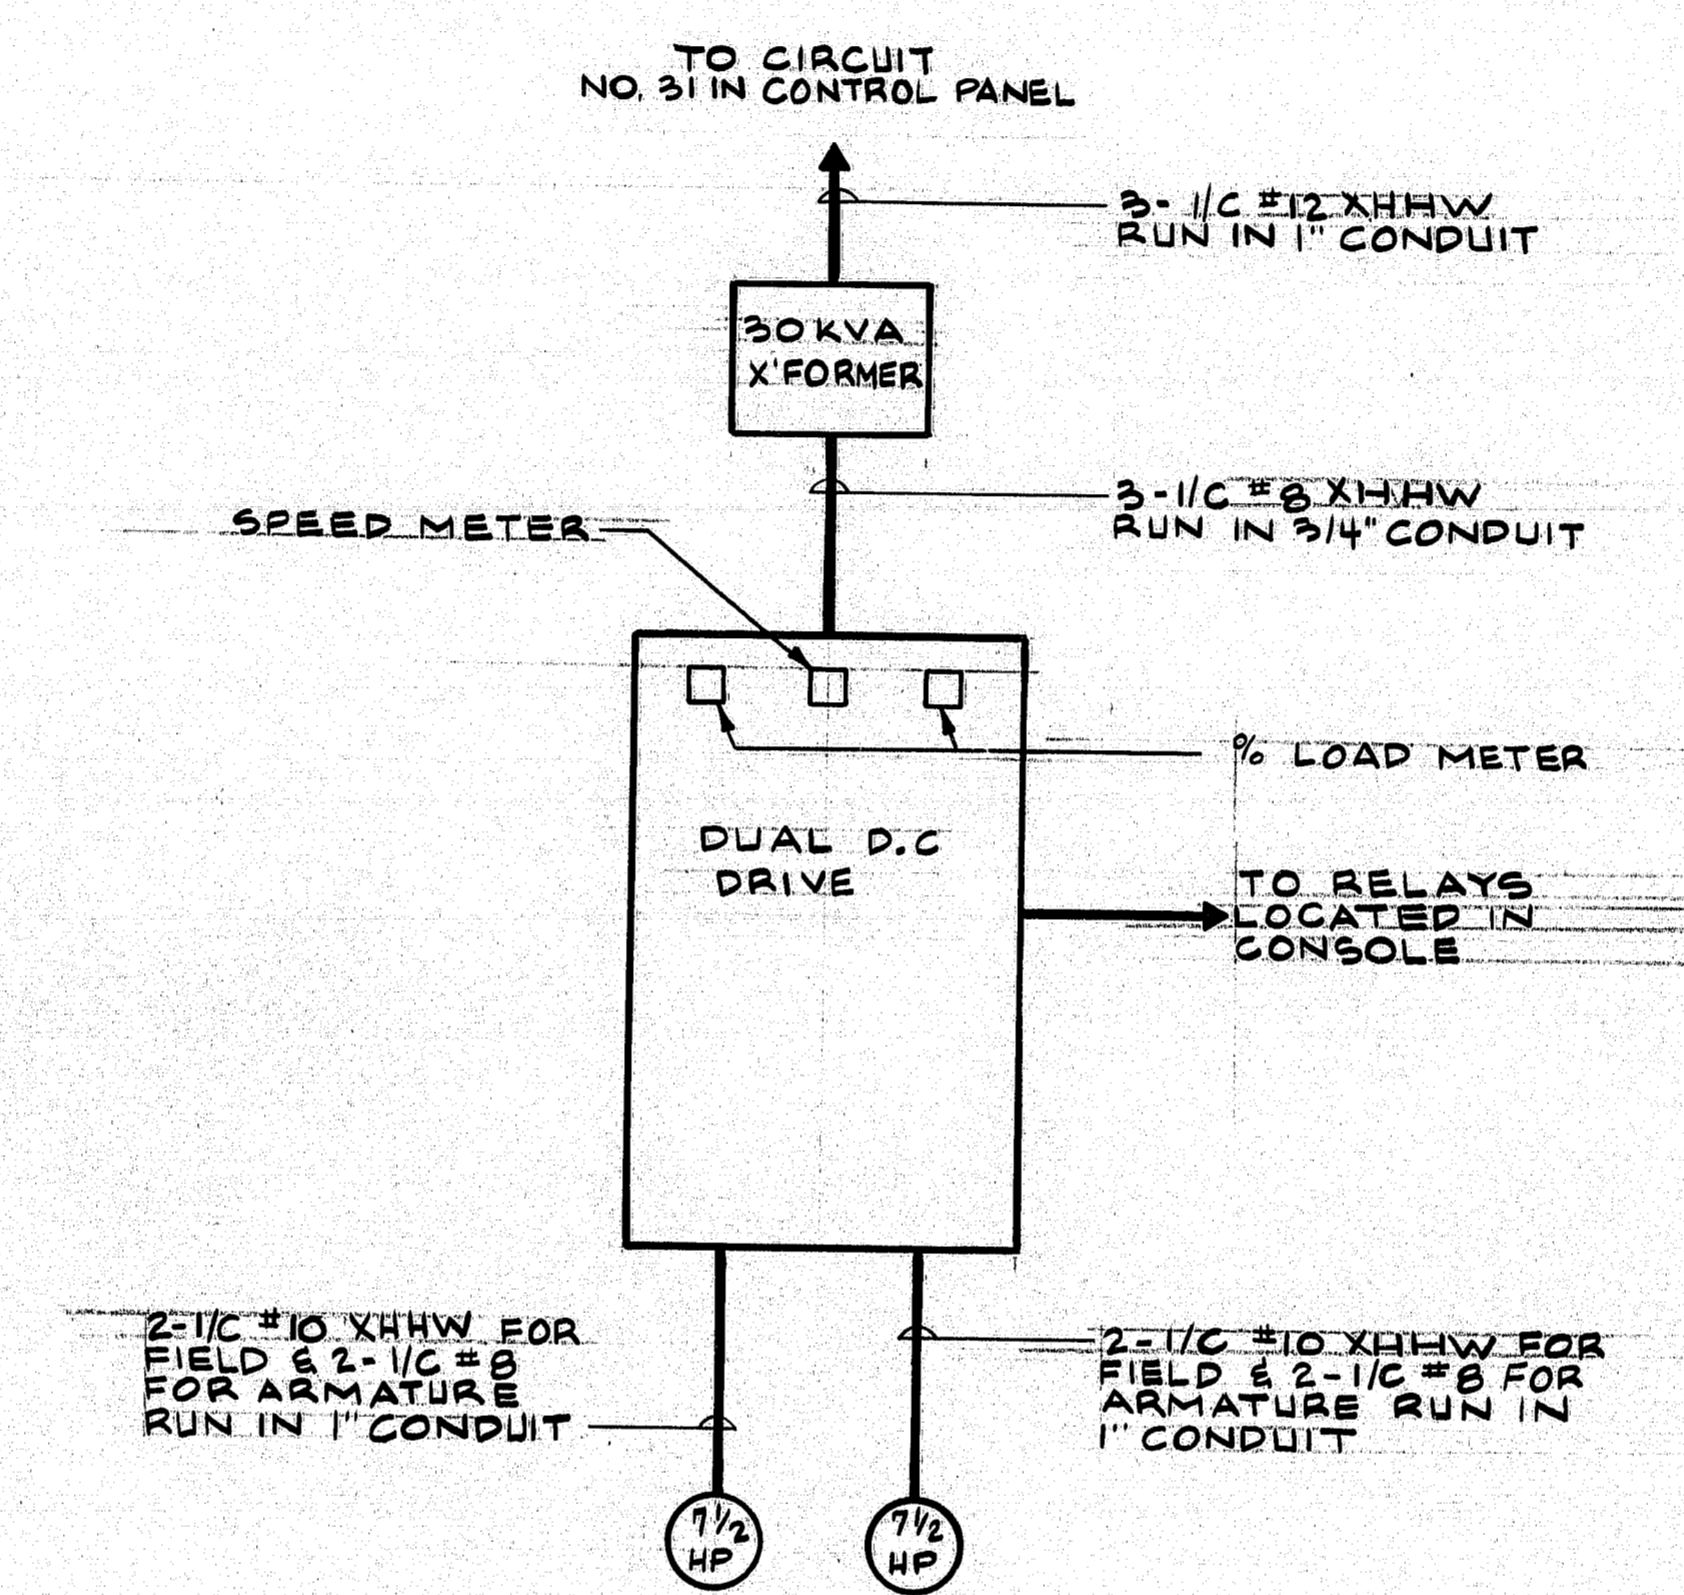 TO CIRCUIT
NO. 31 IN CONTROL PANEL
3- 1/C #12 XHHW
RUN IN 1" CONDUIT
30 KVA
X'FORMER
3-1/C #8 XHHW
RUN IN 3/4" CONDUIT
SPEED METER
% LOAD METER
DUAL D.C
DRIVE
TO RELAYS
LOCATED IN
CONSOLE
2-1/C #10 XHHW FOR
FIELD & 2-1/C #8
FOR ARMATURE
RUN IN 1" CONDUIT
2-1/C #10 XHHW FOR
FIELD & 2-1/C #8 FOR
ARMATURE RUN IN
1" CONDUIT
7 1/2
HP
7 1/2
HP